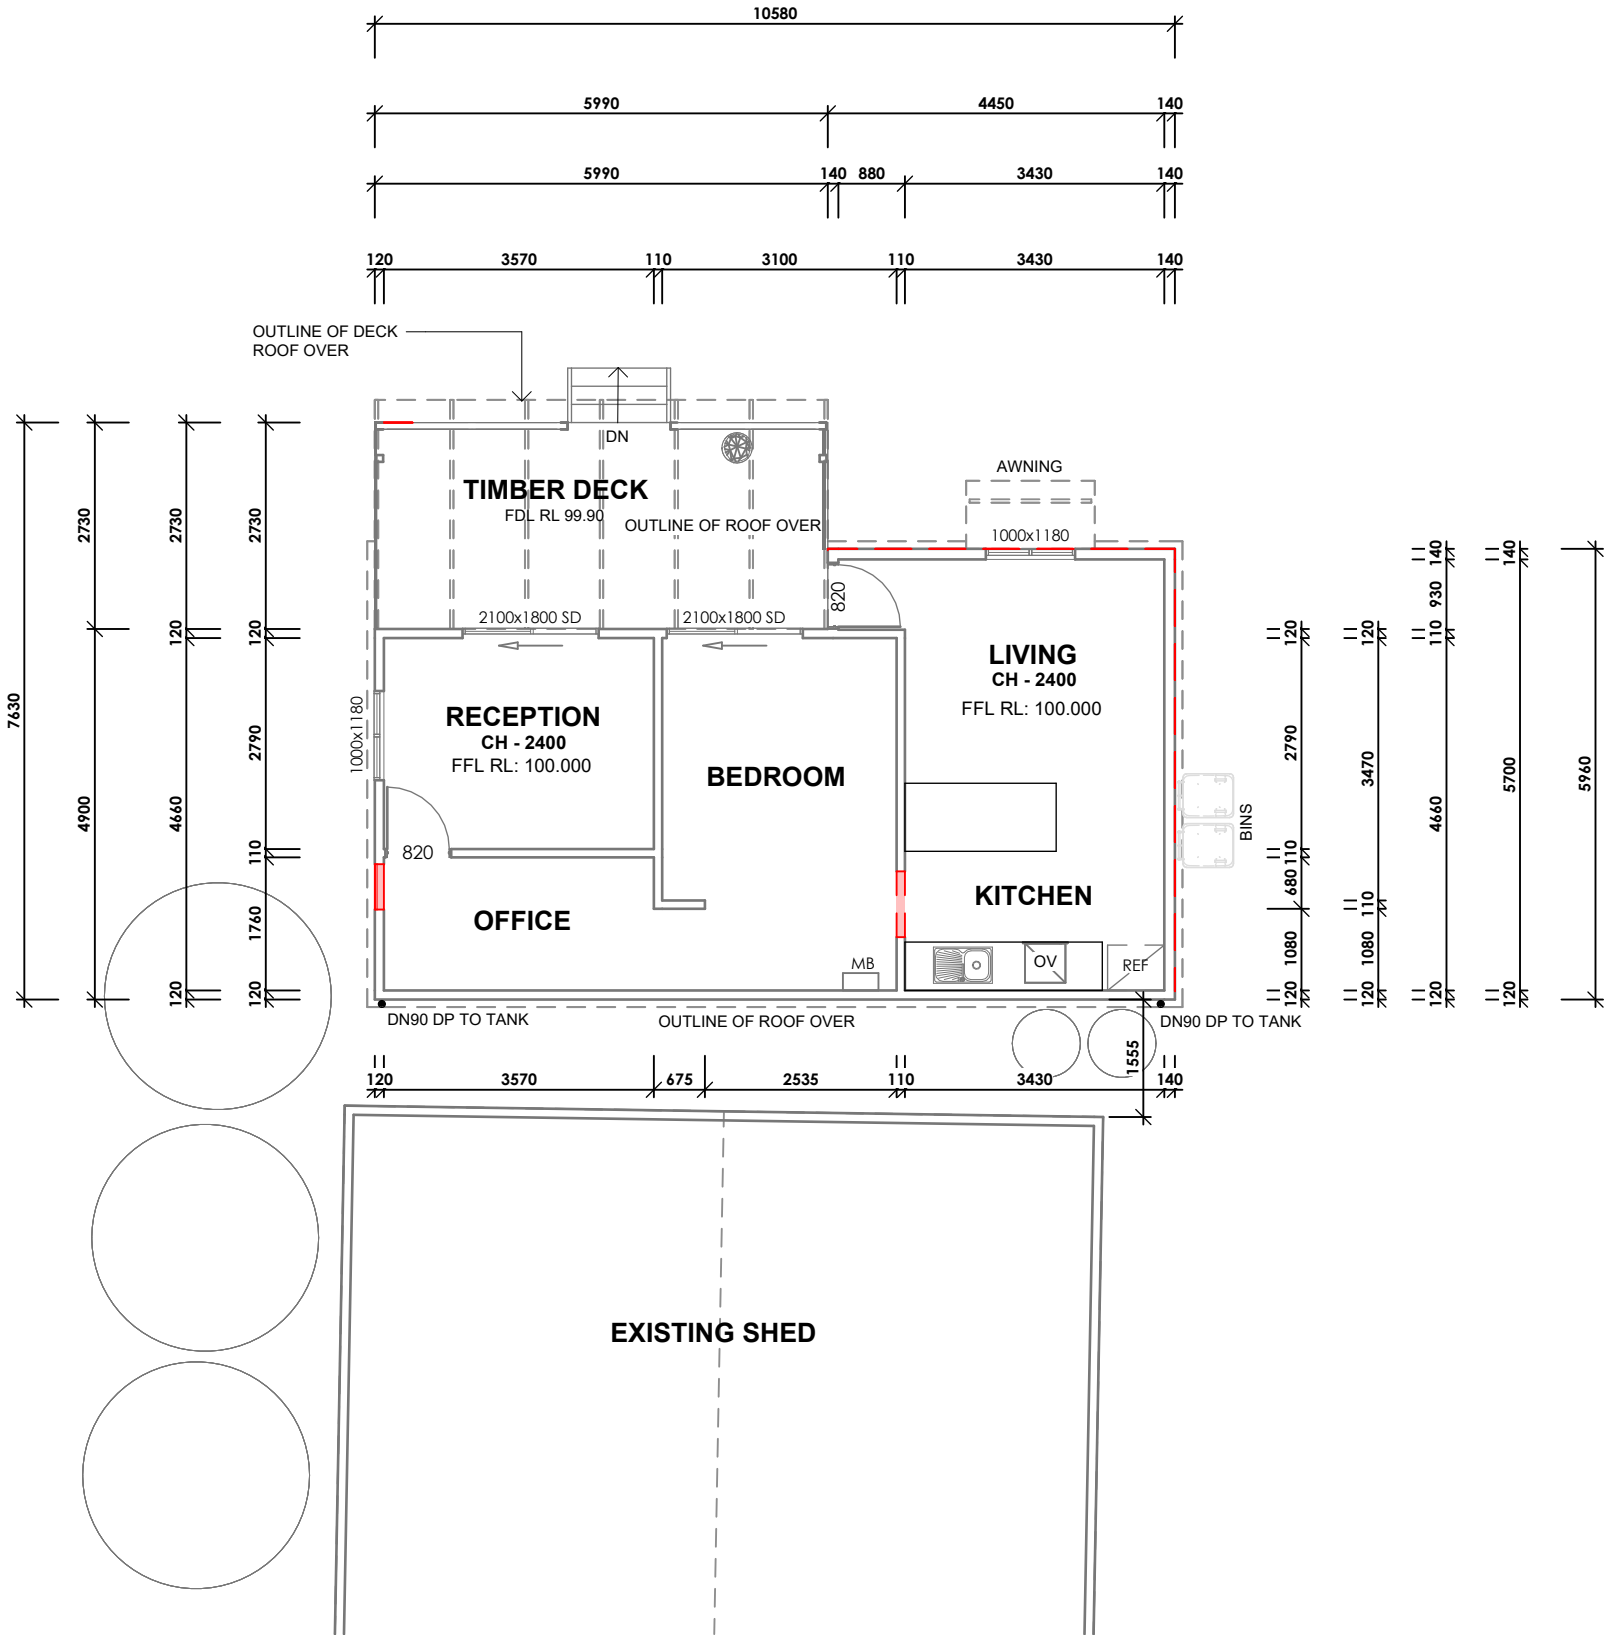 10580
5990 4450 140
5990 140 880 3430 140
120 3570 110 3100 110 3430 140
OUTLINE OF DECK
ROOF OVER
DN
TIMBER DECK
FDL RL 99.90
OUTLINE OF ROOF OVER
AWNING
1000x1180
820
2100x1800 SD
2100x1800 SD
7630
2730
4900
2730
120
4660
120
2730
120
2790
110
1760
120
1000x1180
RECEPTION
CH - 2400
FFL RL: 100.000
BEDROOM
LIVING
CH - 2400
FFL RL: 100.000
820
OFFICE
KITCHEN
MB
OV
REF
BINS
120
2790
110
680
1080
120
120
3470
110
1080
120
140
930
110
4660
120
140
5700
120
5960
DN90 DP TO TANK
OUTLINE OF ROOF OVER
DN90 DP TO TANK
1555
120 3570 675 2535 110 3430 140
EXISTING SHED